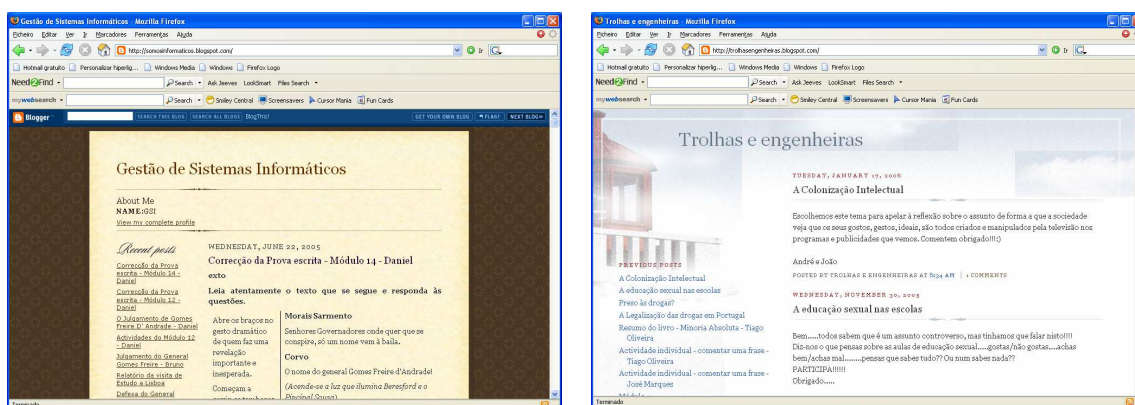 Gestão de Sistemas Informáticos - Mozilla Firefox
Ficheiro Editar Ver Ir Marcadores Ferramentas Ajuda
http://somosinformaticos.blogspot.com/
Ir
Hotmail gratuito Personalizar hiperlig... Windows Media Windows Firefox Logo
Need2Find Search Ask Jeeves LookSmart Files Search
mywebsearch Search Smiley Central Screensavers Cursor Mania Fun Cards
Blogger SEARCH THIS BLOG SEARCH ALL BLOGS BlogThis! GET YOUR OWN BLOG FLAG? NEXT BLOG»
Gestão de Sistemas Informáticos
About Me
NAME:GSI
View my complete profile
Recent posts
Correcção da Prova
escrita - Módulo 14 -
Daniel
Correcção da Prova
escrita - Módulo 12 -
Daniel
O Julgamento de Gomes
Freire D' Andrade - Daniel
Actividades do Módulo 12
- Daniel
Julgamento do General
Gomes Freire - Bruno
Relatório da visita de
Estudo a Lisboa
Defesa do General
WEDNESDAY, JUNE 22, 2005
Correcção da Prova escrita - Módulo 14 - Daniel
exto
Leia atentamente o texto que se segue e responda às
questões.
Abre os braços no
gesto dramático
de quem faz uma
revelação
importante e
inesperada.
Começam a
Morais Sarmento
Senhores Governadores onde quer que se
conspire, só um nome vem à baila.
Corvo
O nome do general Gomes Freire d'Andrade!
(Acende-se a luz que ilumina Beresford e o
Principal Sousa)
Terminado
Trolhas e engenheiras - Mozilla Firefox
Ficheiro Editar Ver Ir Marcadores Ferramentas Ajuda
http://trolhasengenheiras.blogspot.com/
Ir
Hotmail gratuito Personalizar hiperlig... Windows Media Windows Firefox Logo
Need2Find Search Ask Jeeves LookSmart Files Search
mywebsearch Search Smiley Central Screensavers Cursor Mania Fun Cards
Trolhas e engenheiras
PREVIOUS POSTS
A Colonização Intelectual
A educação sexual nas escolas
Preso às drogas?
A Legalização das drogas em Portugal
Resumo do livro - Minoria Absoluta - Tiago
Oliveira
Actividade individual - comentar uma frase -
Tiago Oliveira
Actividade individual - comentar uma frase -
José Marques
TUESDAY, JANUARY 17, 2006
A Colonização Intelectual
Escolhemos este tema para apelar à reflexão sobre o assunto de forma a que a sociedade
veja que os seus gostos, gestos, ideais, são todos criados e manipulados pela televisão nos
programas e publicidades que vemos. Comentem obrigado!!!:)
André e João
POSTED BY TROLHAS E ENGENHEIRAS AT 8:34 AM | 1 COMMENTS
WEDNESDAY, NOVEMBER 30, 2005
A educação sexual nas escolas
Bem.....todos sabem que é um assunto controverso, mas tinhamos que falar nisto!!!!
Diz-nos o que pensas sobre as aulas de educação sexual.....gostas/não gostas....achas
bem/achas mal........pensas que sabes tudo?? Ou num sabes nada??
PARTICIPA!!!!!!
Obrigado.....
Terminado